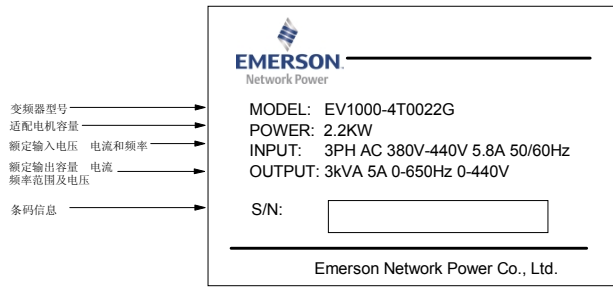 EMERSON
Network Power
变频器型号
MODEL: EV1000-4T0022G
适配电机容量
POWER: 2.2KW
额定输入电压 电流和频率
INPUT: 3PH AC 380V-440V 5.8A 50/60Hz
额定输出容量 电流
频率范围及电压
OUTPUT: 3kVA 5A 0-650Hz 0-440V
条码信息
S/N:
Emerson Network Power Co., Ltd.